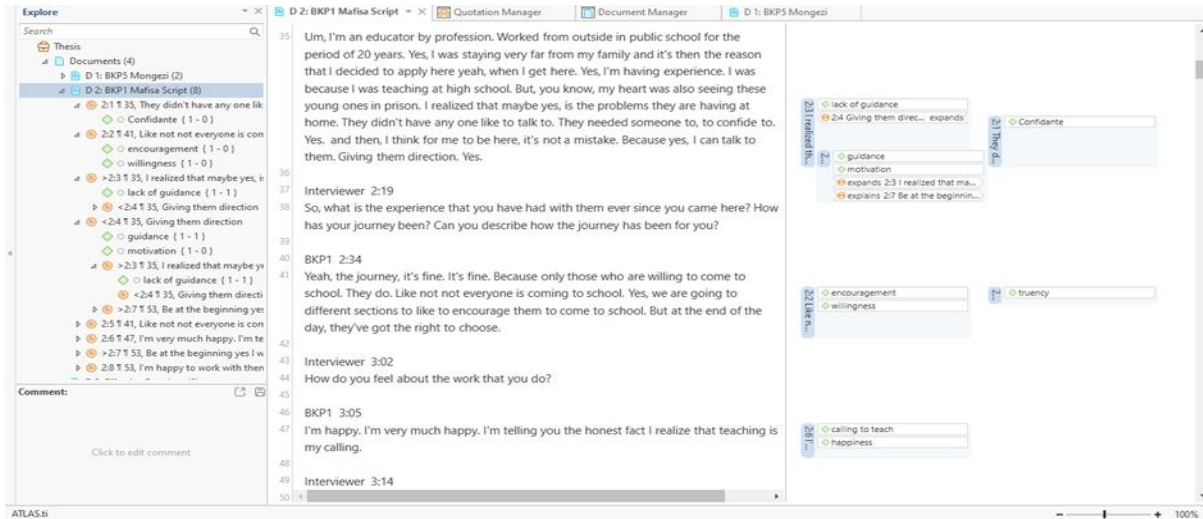 Explore
D 2: BKP1 Mafisa Script
Quotation Manager
Document Manager
D 1: BKP5 Mongezi
Search
Thesis
Documents (4)
D 1: BKP5 Mongezi (2)
D 2: BKP1 Mafisa Script (8)
2:1 ¶ 35, They didn't have any one lik
Confidante { 1 - 0 }
2:2 ¶ 41, Like not not everyone is con
encouragement { 1 - 0 }
willingness { 1 - 0 }
>2:3 ¶ 35, I realized that maybe yes, i
lack of guidance { 1 - 1 }
<2:4 ¶ 35, Giving them direction
<2:4 ¶ 35, Giving them direction
guidance { 1 - 1 }
motivation { 1 - 0 }
>2:3 ¶ 35, I realized that maybe ye
lack of guidance { 1 - 1 }
<2:4 ¶ 35, Giving them directi
>2:7 ¶ 53, Be at the beginning yes
2:5 ¶ 41, Like not not everyone is con
2:6 ¶ 47, I'm very much happy. I'm te
>2:7 ¶ 53, Be at the beginning yes I w
2:8 ¶ 53, I'm happy to work with then
Comment:
Click to edit comment
35 Um, I'm an educator by profession. Worked from outside in public school for the
period of 20 years. Yes, I was staying very far from my family and it's then the reason
that I decided to apply here yeah, when I get here. Yes, I'm having experience. I was
because I was teaching at high school. But, you know, my heart was also seeing these
young ones in prison. I realized that maybe yes, is the problems they are having at
home. They didn't have any one like to talk to. They needed someone to, to confide to.
Yes. and then, I think for me to be here, it's not a mistake. Because yes, I can talk to
them. Giving them direction. Yes.
36
37 Interviewer 2:19
38 So, what is the experience that you have had with them ever since you came here? How
has your journey been? Can you describe how the journey has been for you?
39
40 BKP1 2:34
41 Yeah, the journey, it's fine. It's fine. Because only those who are willing to come to
school. They do. Like not not everyone is coming to school. Yes, we are going to
different sections to like to encourage them to come to school. But at the end of the
day, they've got the right to choose.
42
43 Interviewer 3:02
44 How do you feel about the work that you do?
45
46 BKP1 3:05
47 I'm happy. I'm very much happy. I'm telling you the honest fact I realize that teaching is
my calling.
48
49 Interviewer 3:14
50
2:3 I realized th...
lack of guidance
2:4 Giving them direc... expands
2...
guidance
motivation
expands 2:3 I realized that ma...
explains 2:7 Be at the beginnin...
2:1 They d...
Confidante
2:2 Like n...
encouragement
willingness
2...
truency
2:6 I'...
calling to teach
happiness
ATLAS.ti
100%